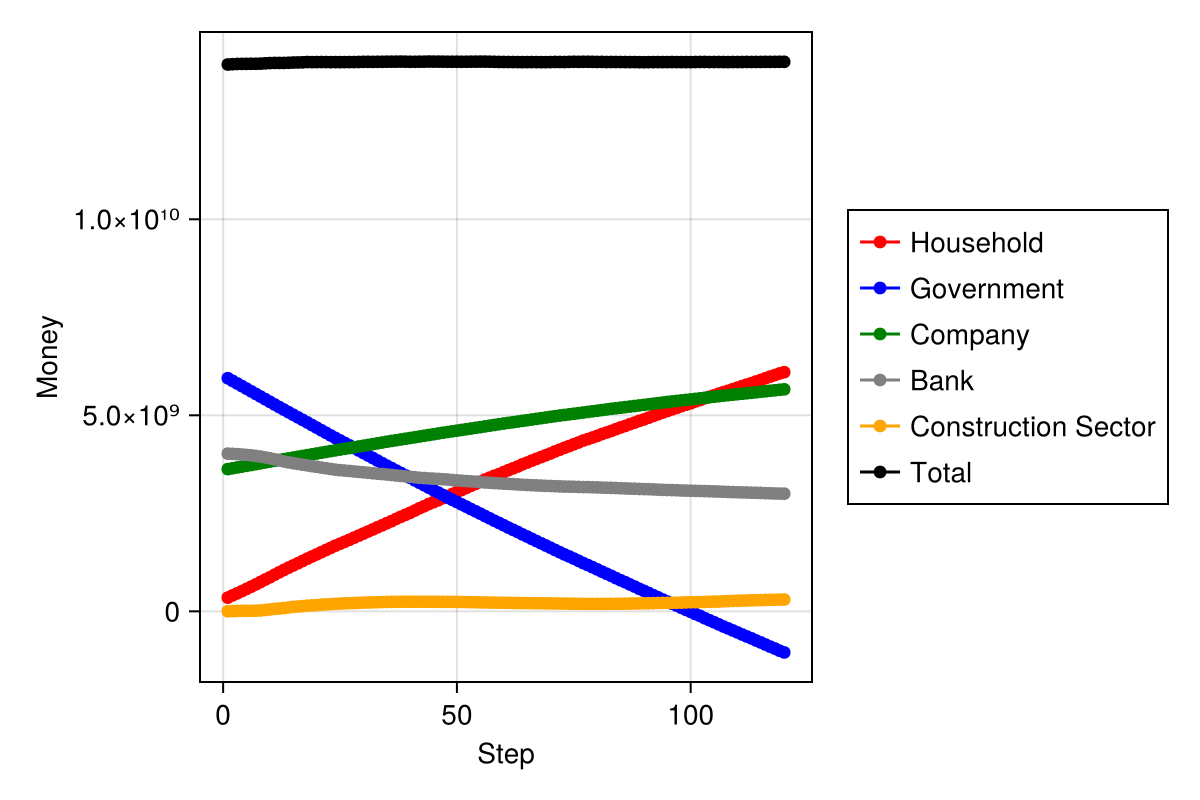 1.0×10¹⁰
5.0×10⁹
0
Money
0
50
100
Step
Household
Government
Company
Bank
Construction Sector
Total